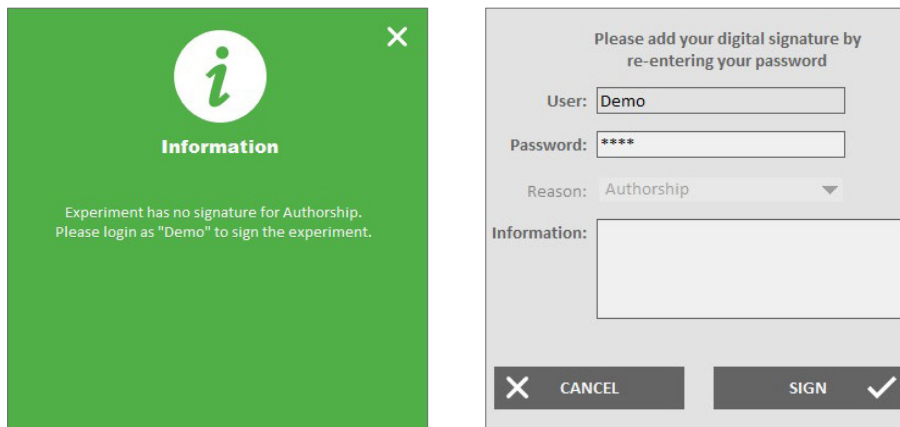 Information
Experiment has no signature for Authorship.
Please login as "Demo" to sign the experiment.
Please add your digital signature by
re-entering your password
User: Demo
Password: ****
Reason: Authorship
Information:
CANCEL
SIGN